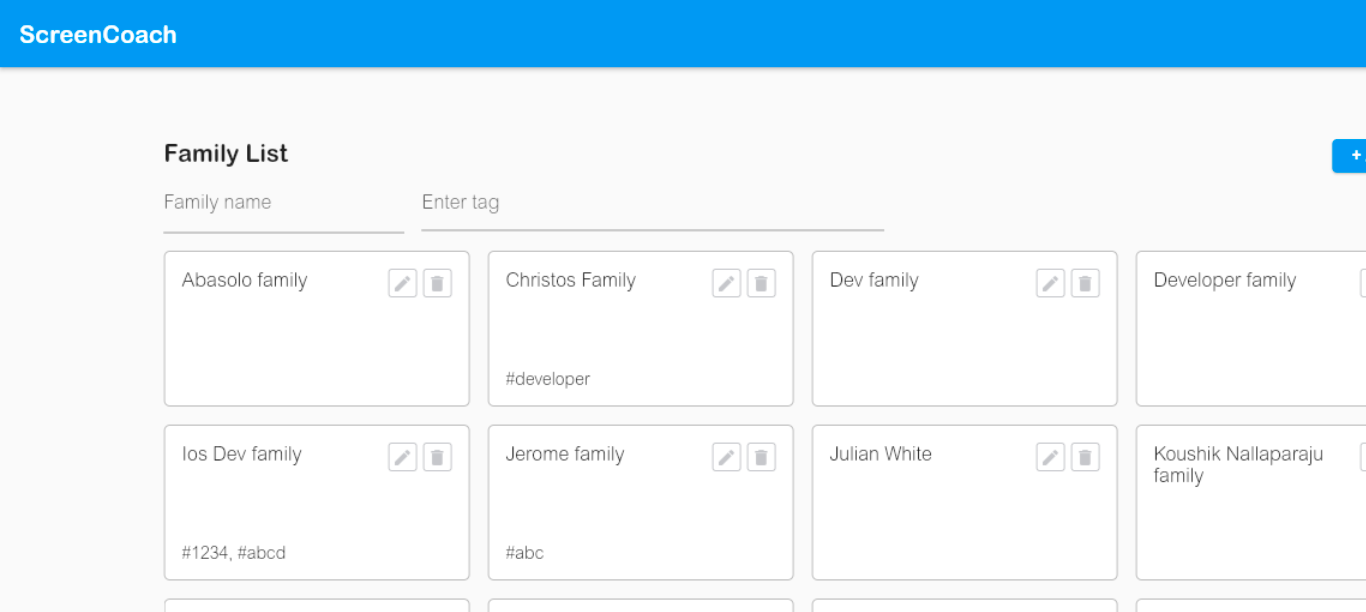 ScreenCoach
Family List
+
Family name
Enter tag
Abasolo family
Christos Family
Dev family
Developer family
#developer
Ios Dev family
Jerome family
Julian White
Koushik Nallaparaju
family
#1234, #abcd
#abc